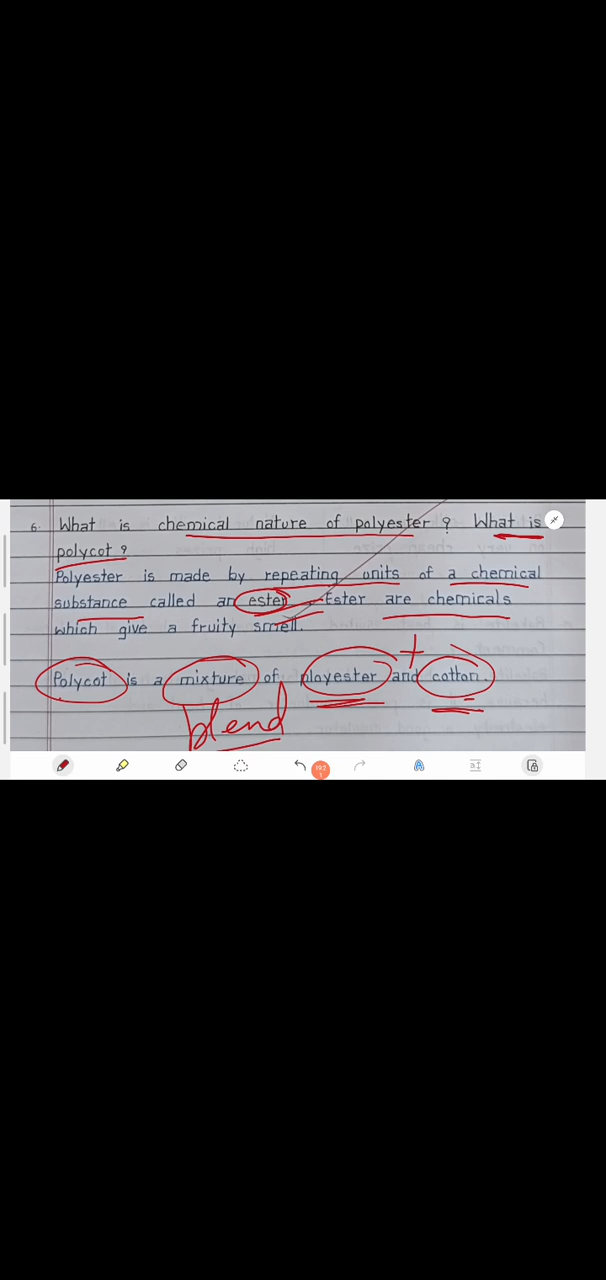 6. What is chemical nature of polyester ? What is
polycot ?
Polyester is made by repeating units of a chemical
substance called an ester. Ester are chemicals
which give a fruity smell.
Polycot is a mixture of ployester and cotton.
+
blend